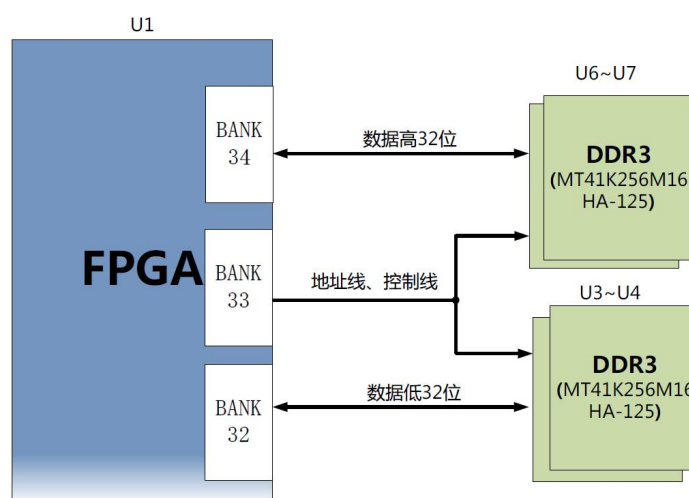 U1
U6~U7
BANK
34
数据高32位
DDR3
(MT41K256M16
HA-125)
FPGA
BANK
33
地址线、控制线
U3~U4
BANK
32
数据低32位
DDR3
(MT41K256M16
HA-125)